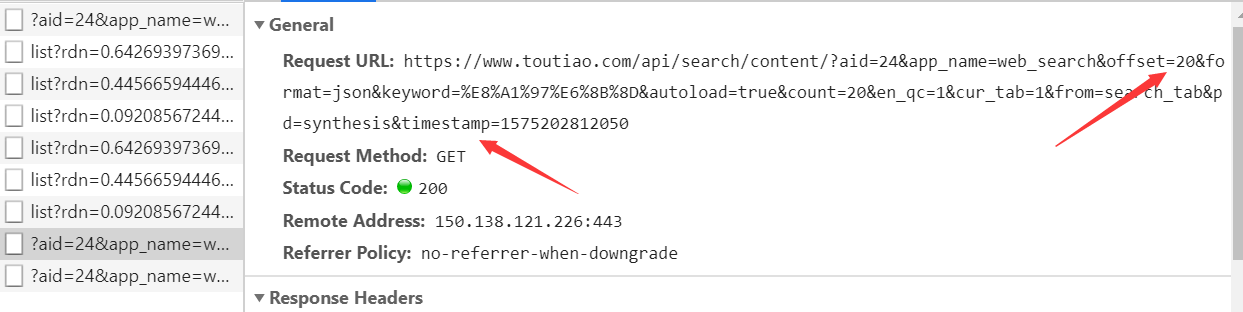 ?aid=24&app_name=w...
list?rdn=0.64269397369...
list?rdn=0.44566594446...
list?rdn=0.09208567244...
list?rdn=0.64269397369...
list?rdn=0.44566594446...
list?rdn=0.09208567244...
?aid=24&app_name=w...
?aid=24&app_name=w...
General
Request URL: https://www.toutiao.com/api/search/content/?aid=24&app_name=web_search&offset=20&f
ormat=json&keyword=%E8%A1%97%E6%8B%8D&autoload=true&count=20&en_qc=1&cur_tab=1&from=search_tab&p
d=synthesis&timestamp=1575202812050
Request Method: GET
Status Code: 200
Remote Address: 150.138.121.226:443
Referrer Policy: no-referrer-when-downgrade
Response Headers